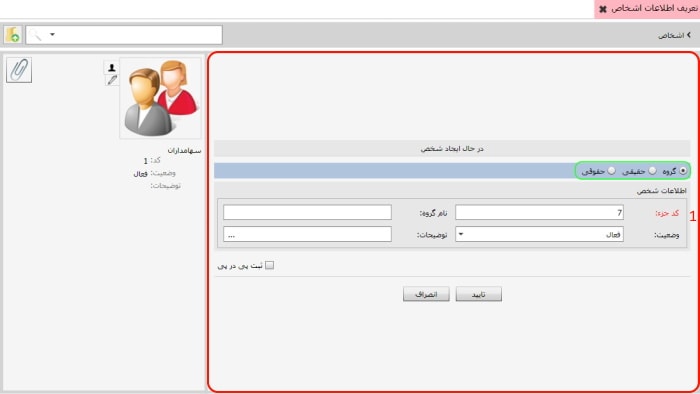 تعریف اطلاعات اشخاص
اشخاص
در حال ایجاد شخص
گروه حقیقی حقوقی
اطلاعات شخص
کد جزء: 7 نام گروه:
وضعیت: فعال توضیحات: ...
ثبت پی در پی
تایید انصراف
1
سهامداران
کد: 1
وضعیت: فعال
توضیحات: